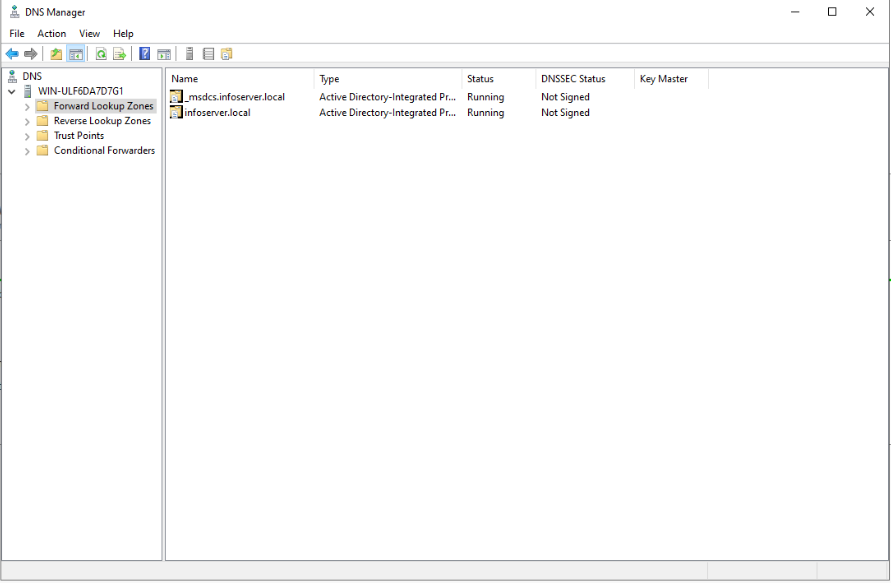 DNS Manager
File Action View Help
DNS
WIN-ULF6DA7D7G1
Forward Lookup Zones
Reverse Lookup Zones
Trust Points
Conditional Forwarders
Name Type Status DNSSEC Status Key Master
_msdcs.infoserver.local Active Directory-Integrated Pr... Running Not Signed
infoserver.local Active Directory-Integrated Pr... Running Not Signed